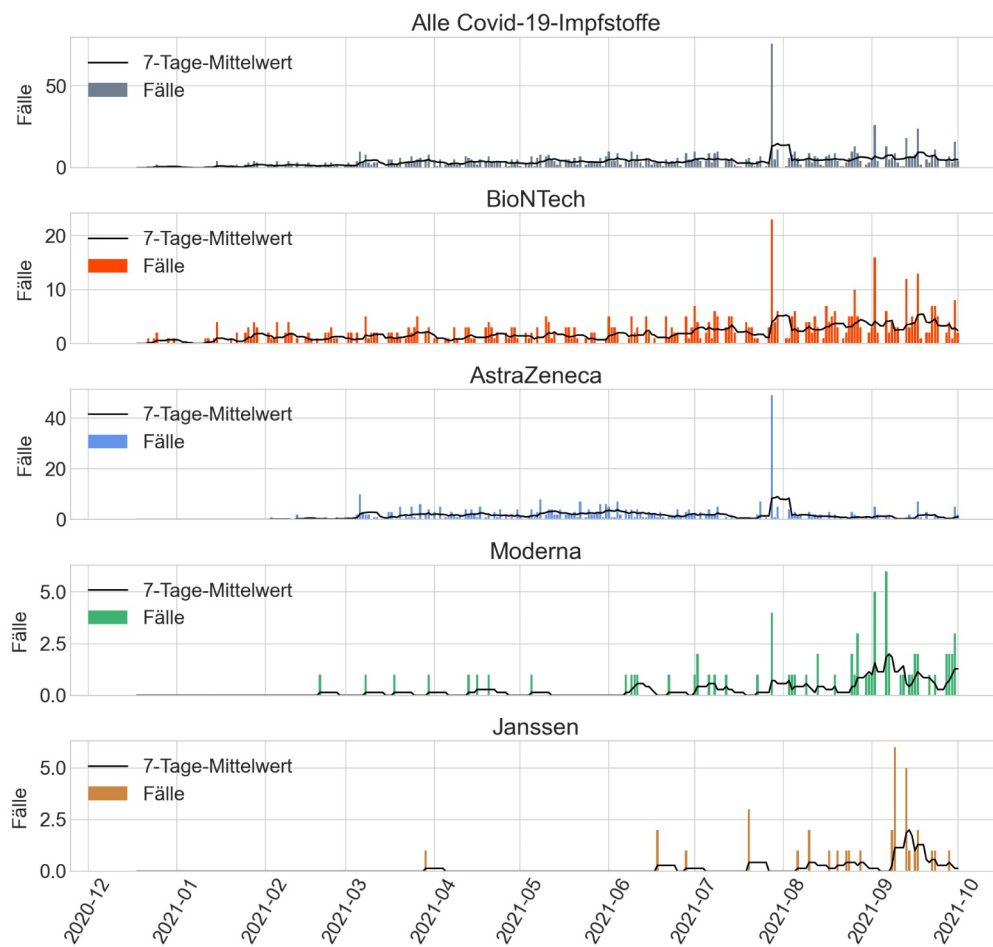 Alle Covid-19-Impfstoffe
Fälle
50
0
7-Tage-Mittelwert
Fälle
BioNTech
Fälle
20
10
0
7-Tage-Mittelwert
Fälle
AstraZeneca
Fälle
40
20
0
7-Tage-Mittelwert
Fälle
Moderna
Fälle
5.0
2.5
0.0
7-Tage-Mittelwert
Fälle
Janssen
Fälle
5.0
2.5
0.0
7-Tage-Mittelwert
Fälle
2020-12
2021-01
2021-02
2021-03
2021-04
2021-05
2021-06
2021-07
2021-08
2021-09
2021-10